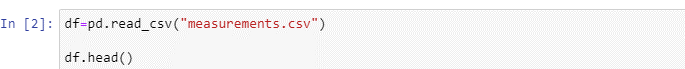 In [2]: df=pd.read_csv("measurements.csv")
df.head()